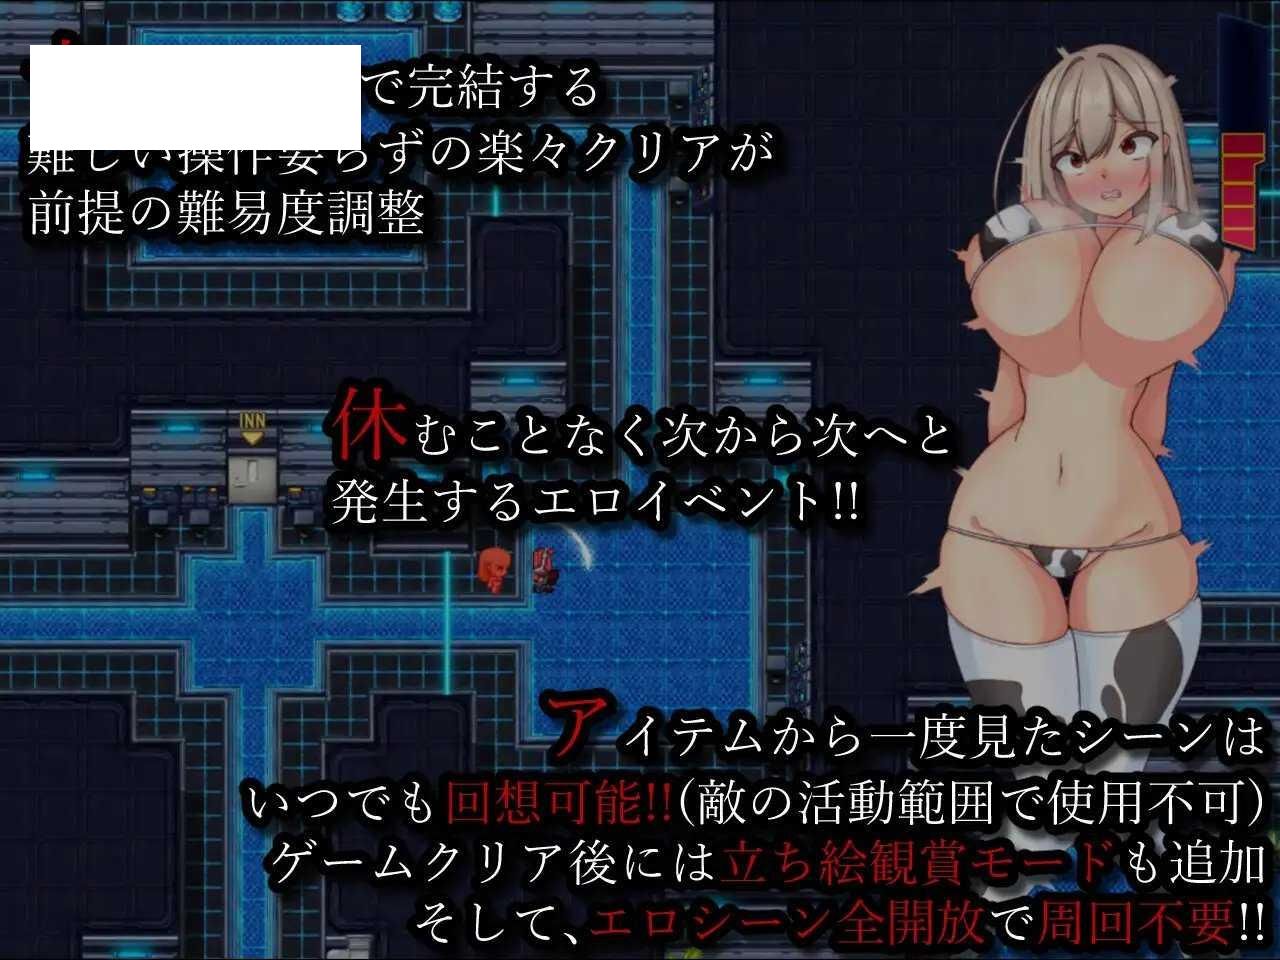 で完結する
難しい操作要らずの楽々クリアが
前提の難易度調整
INN
休むことなく次から次へと
発生するエロイベント!!
アイテムから一度見たシーンは
いつでも回想可能!!(敵の活動範囲で使用不可)
ゲームクリア後には立ち絵観賞モードも追加
そして、エロシーン全開放で周回不要!!